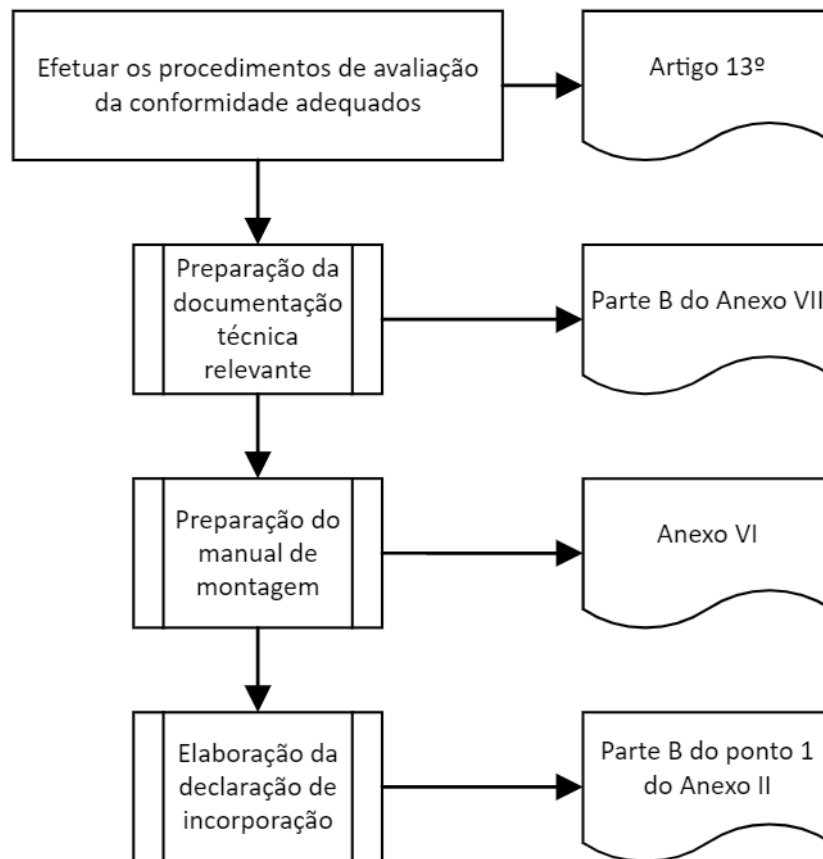 Efetuar os procedimentos de avaliação
da conformidade adequados
Artigo 13º
Preparação da
documentação
técnica
relevante
Parte B do Anexo VII
Preparação do
manual de
montagem
Anexo VI
Elaboração da
declaração de
incorporação
Parte B do ponto 1
do Anexo II